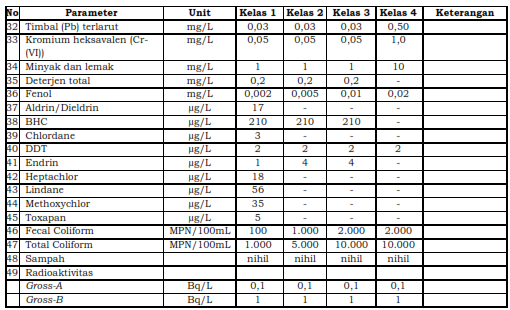 No Parameter Unit Kelas 1 Kelas 2 Kelas 3 Kelas 4 Keterangan
32 Timbal (Pb) terlarut mg/L 0,03 0,03 0,03 0,50
33 Kromium heksavalen (Cr- mg/L 0,05 0,05 0,05 1,0
(VI))
34 Minyak dan lemak mg/L 1 1 1 10
35 Deterjen total mg/L 0,2 0,2 0,2 -
36 Fenol mg/L 0,002 0,005 0,01 0,02
37 Aldrin/Dieldrin µg/L 17 - - -
38 BHC µg/L 210 210 210 -
39 Chlordane µg/L 3 - - -
40 DDT µg/L 2 2 2 2
41 Endrin µg/L 1 4 4 -
42 Heptachlor µg/L 18 - - -
43 Lindane µg/L 56 - - -
44 Methoxychlor µg/L 35 - - -
45 Toxapan µg/L 5 - - -
46 Fecal Coliform MPN/100mL 100 1.000 2.000 2.000
47 Total Coliform MPN/100mL 1.000 5.000 10.000 10.000
48 Sampah nihil nihil nihil nihil
49 Radioaktivitas
Gross-A Bq/L 0,1 0,1 0,1 0,1
Gross-B Bq/L 1 1 1 1